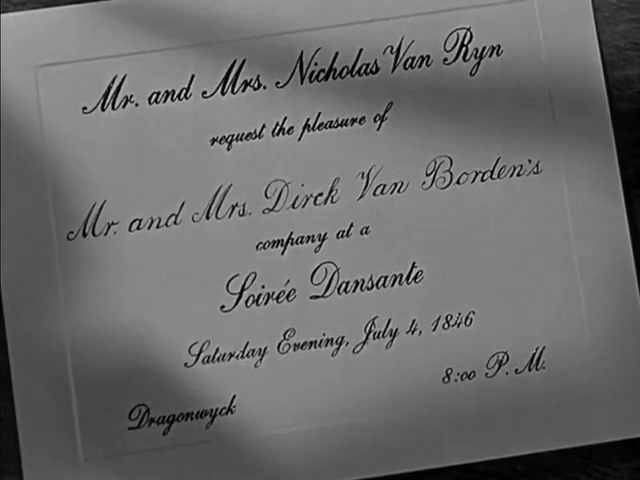 Mr. and Mrs. Nicholas Van Ryn
request the pleasure of
Mr. and Mrs. Dirck Van Borden's
company at a
Soirée Dansante
Saturday Evening, July 4, 1846
8:00 P. M.
Dragonwyck